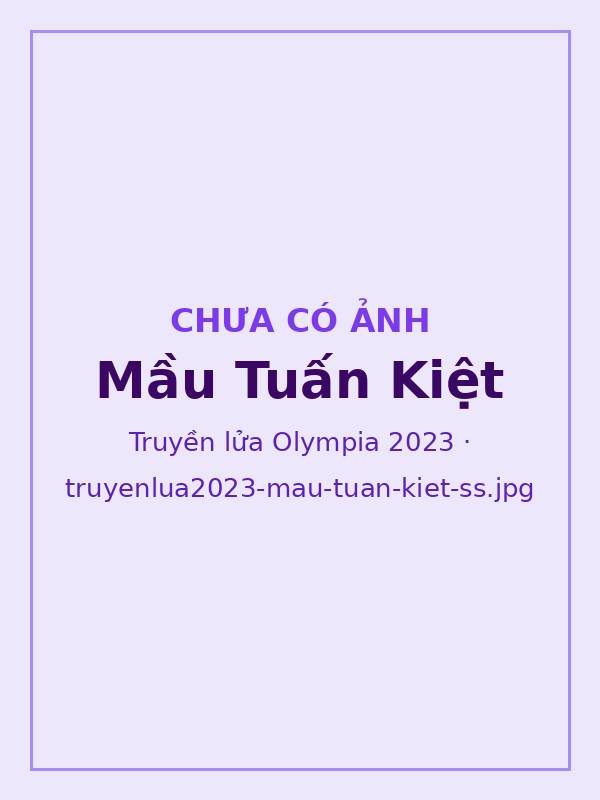 CHƯA CÓ ẢNH
Mầu Tuấn Kiệt
Truyền lửa Olympia 2023 ·
truyenlua2023-mau-tuan-kiet-ss.jpg